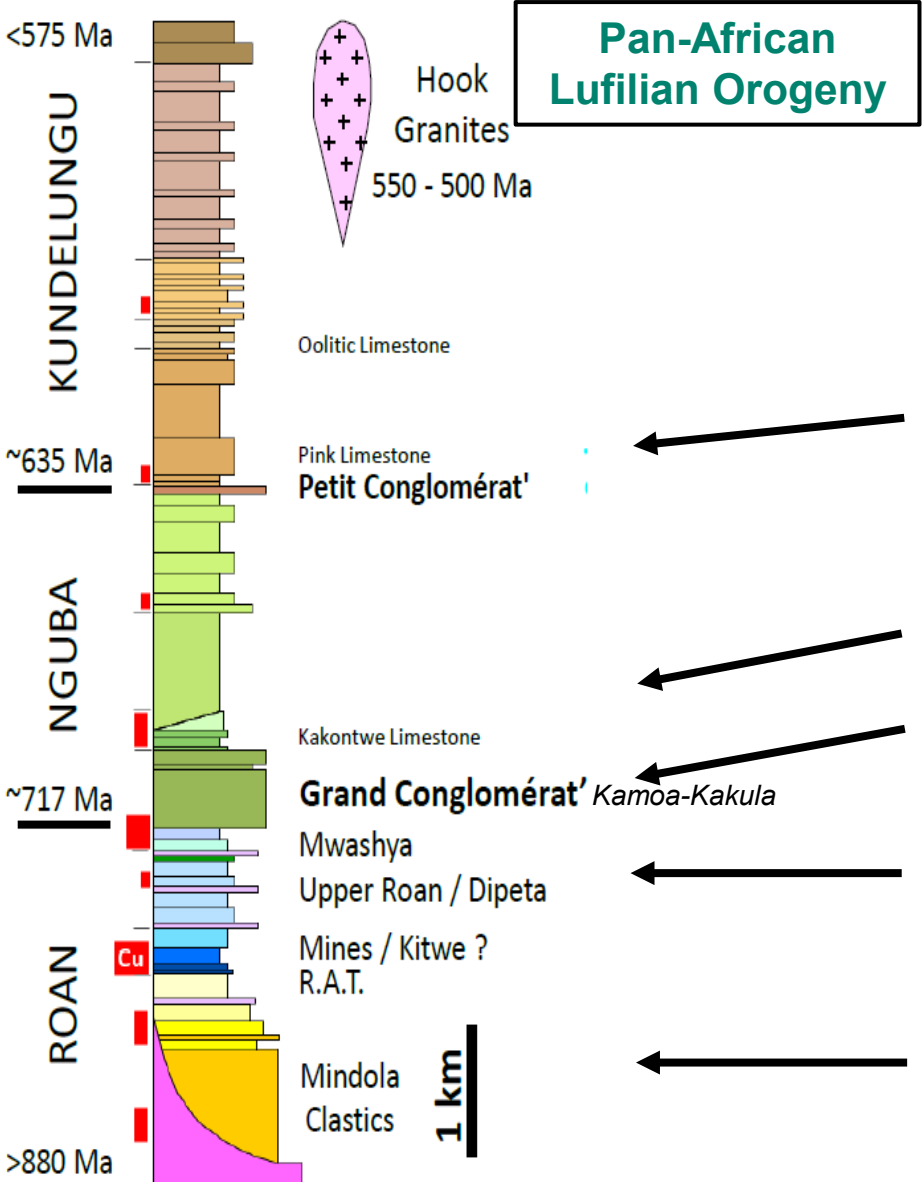 <575 Ma
Pan-African
Lufilian Orogeny
Hook
Granites
550 - 500 Ma
KUNDELUNGU
Oolitic Limestone
~635 Ma
Pink Limestone
Petit Conglomérat'
NGUBA
Kakontwe Limestone
~717 Ma
Grand Conglomérat’ Kamoa-Kakula
Mwashya
Upper Roan / Dipeta
ROAN
Cu
Mines / Kitwe ?
R.A.T.
Mindola
Clastics
1 km
>880 Ma